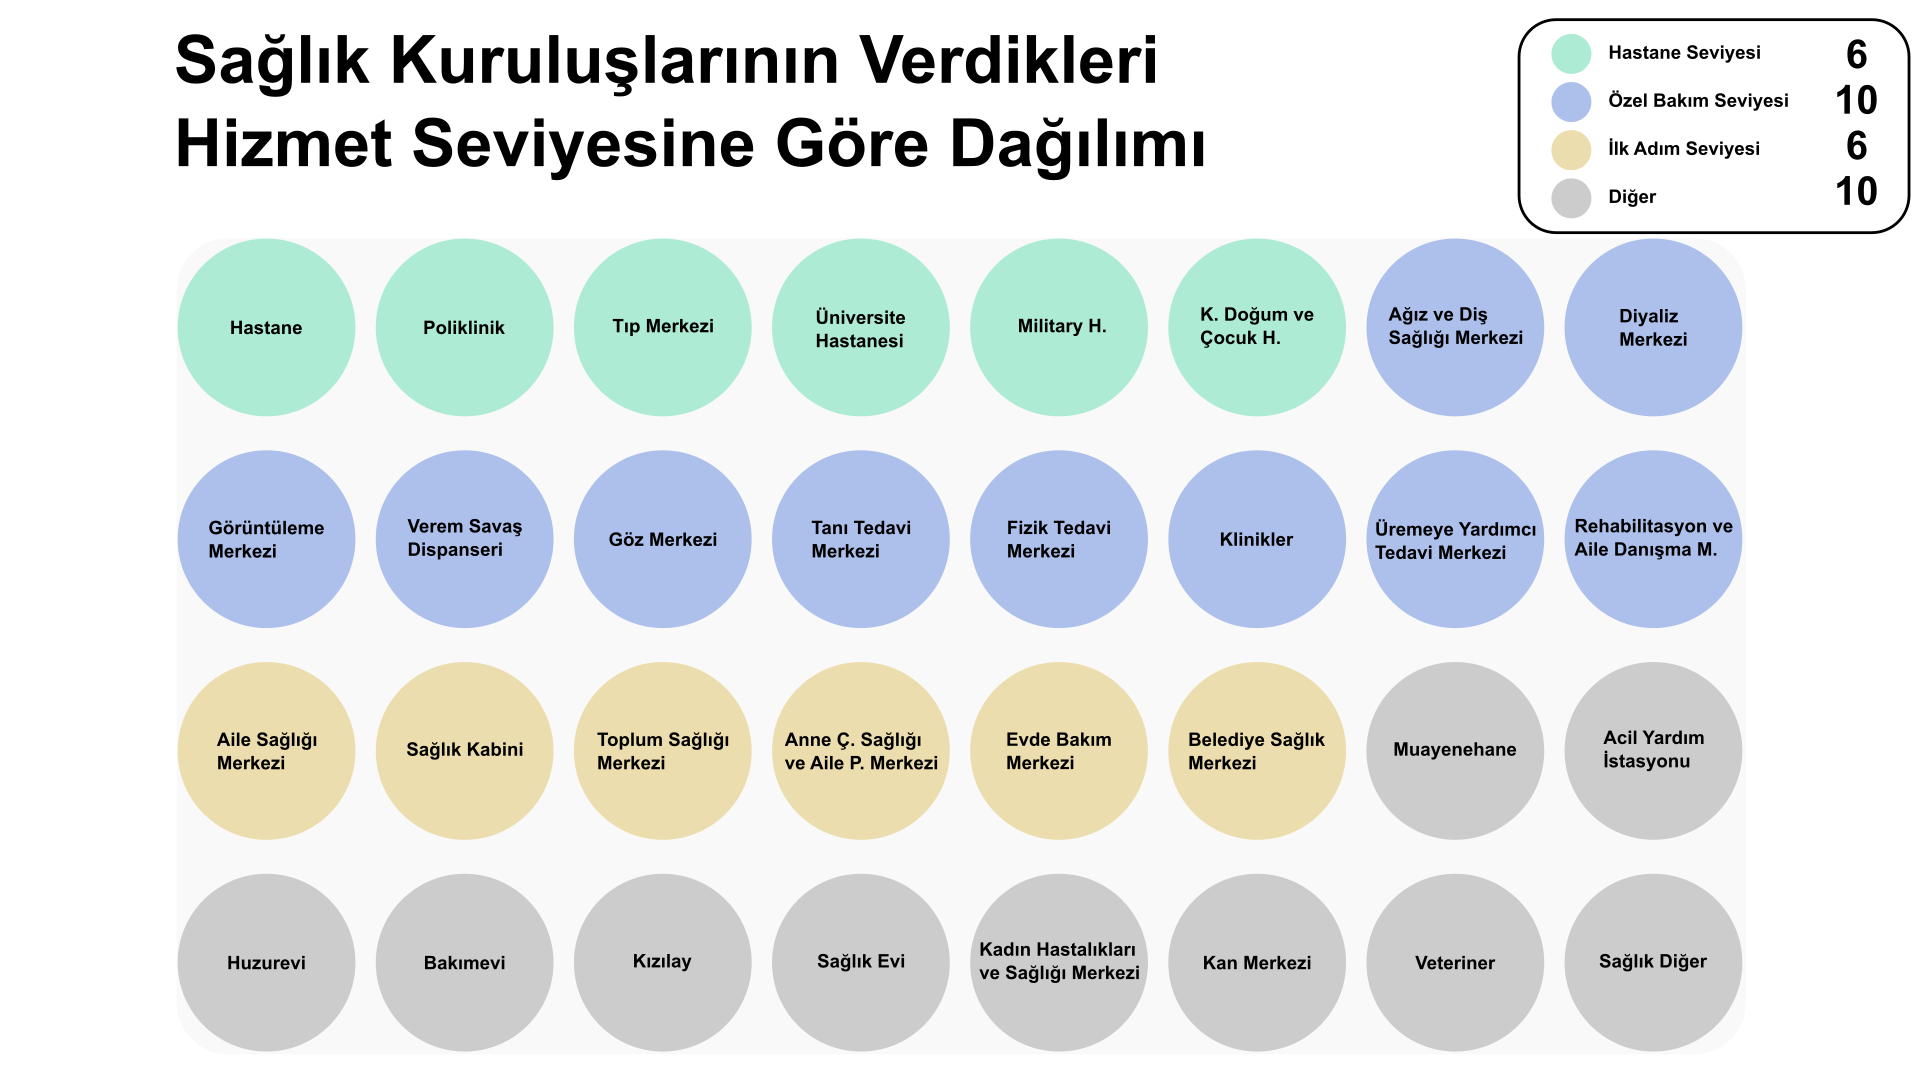 Sağlık Kuruluşlarının Verdikleri
Hizmet Seviyesine Göre Dağılımı
Hastane Seviyesi 6
Özel Bakım Seviyesi 10
İlk Adım Seviyesi 6
Diğer 10
Hastane
Poliklinik
Tıp Merkezi
Üniversite
Hastanesi
Military H.
K. Doğum ve
Çocuk H.
Ağız ve Diş
Sağlığı Merkezi
Diyaliz
Merkezi
Görüntüleme
Merkezi
Verem Savaş
Dispanseri
Göz Merkezi
Tanı Tedavi
Merkezi
Fizik Tedavi
Merkezi
Klinikler
Üremeye Yardımcı
Tedavi Merkezi
Rehabilitasyon ve
Aile Danışma M.
Aile Sağlığı
Merkezi
Sağlık Kabini
Toplum Sağlığı
Merkezi
Anne Ç. Sağlığı
ve Aile P. Merkezi
Evde Bakım
Merkezi
Belediye Sağlık
Merkezi
Muayenehane
Acil Yardım
İstasyonu
Huzurevi
Bakımevi
Kızılay
Sağlık Evi
Kadın Hastalıkları
ve Sağlığı Merkezi
Kan Merkezi
Veteriner
Sağlık Diğer